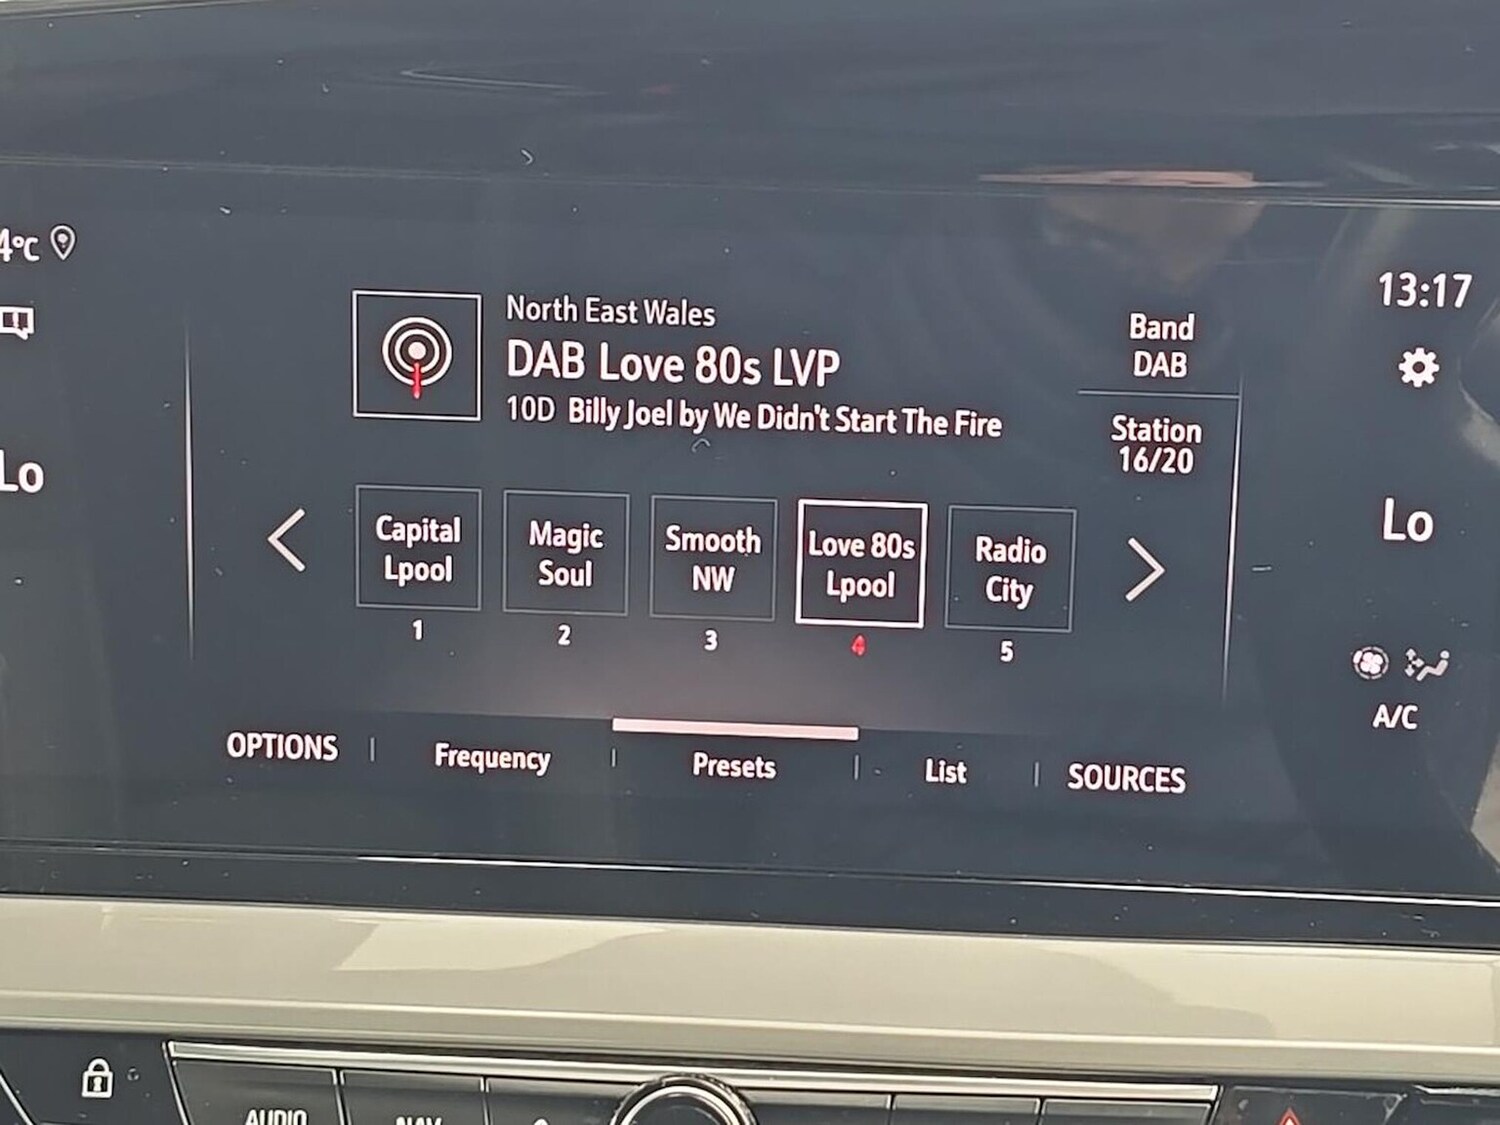 4°C
13:17
Lo
North East Wales
DAB Love 80s LVP
10D Billy Joel by We Didn't Start The Fire
Band
DAB
Station
16/20
Capital
Lpool
1
Magic
Soul
2
Smooth
NW
3
Love 80s
Lpool
4
Radio
City
5
Lo
A/C
OPTIONS
Frequency
Presets
List
SOURCES
AUDIO
NAV